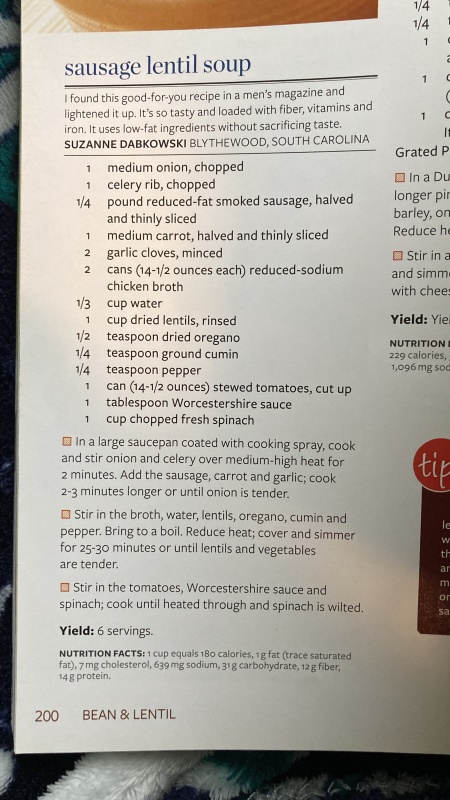 sausage lentil soup
I found this good-for-you recipe in a men's magazine and
lightened it up. It's so tasty and loaded with fiber, vitamins and
iron. It uses low-fat ingredients without sacrificing taste.
SUZANNE DABKOWSKI BLYTHEWOOD, SOUTH CAROLINA
1 medium onion, chopped
1 celery rib, chopped
1/4 pound reduced-fat smoked sausage, halved
and thinly sliced
1 medium carrot, halved and thinly sliced
2 garlic cloves, minced
2 cans (14-1/2 ounces each) reduced-sodium
chicken broth
1/3 cup water
1 cup dried lentils, rinsed
1/2 teaspoon dried oregano
1/4 teaspoon ground cumin
1/4 teaspoon pepper
1 can (14-1/2 ounces) stewed tomatoes, cut up
1 tablespoon Worcestershire sauce
1 cup chopped fresh spinach
In a large saucepan coated with cooking spray, cook
and stir onion and celery over medium-high heat for
2 minutes. Add the sausage, carrot and garlic; cook
2-3 minutes longer or until onion is tender.
Stir in the broth, water, lentils, oregano, cumin and
pepper. Bring to a boil. Reduce heat; cover and simmer
for 25-30 minutes or until lentils and vegetables
are tender.
Stir in the tomatoes, Worcestershire sauce and
spinach; cook until heated through and spinach is wilted.
Yield: 6 servings.
NUTRITION FACTS: 1 cup equals 180 calories, 1 g fat (trace saturated
fat), 7 mg cholesterol, 639 mg sodium, 31 g carbohydrate, 12 g fiber,
14 g protein.
200 BEAN & LENTIL
1/4
1/4
1
1
1
Grated P
In a Du
longer pin
barley, on
Reduce he
Stir in a
and simm
with chees
Yield: Yie
NUTRITION F
229 calories,
1,096 mg sod
tip
le
w
th
ar
m
or
sa